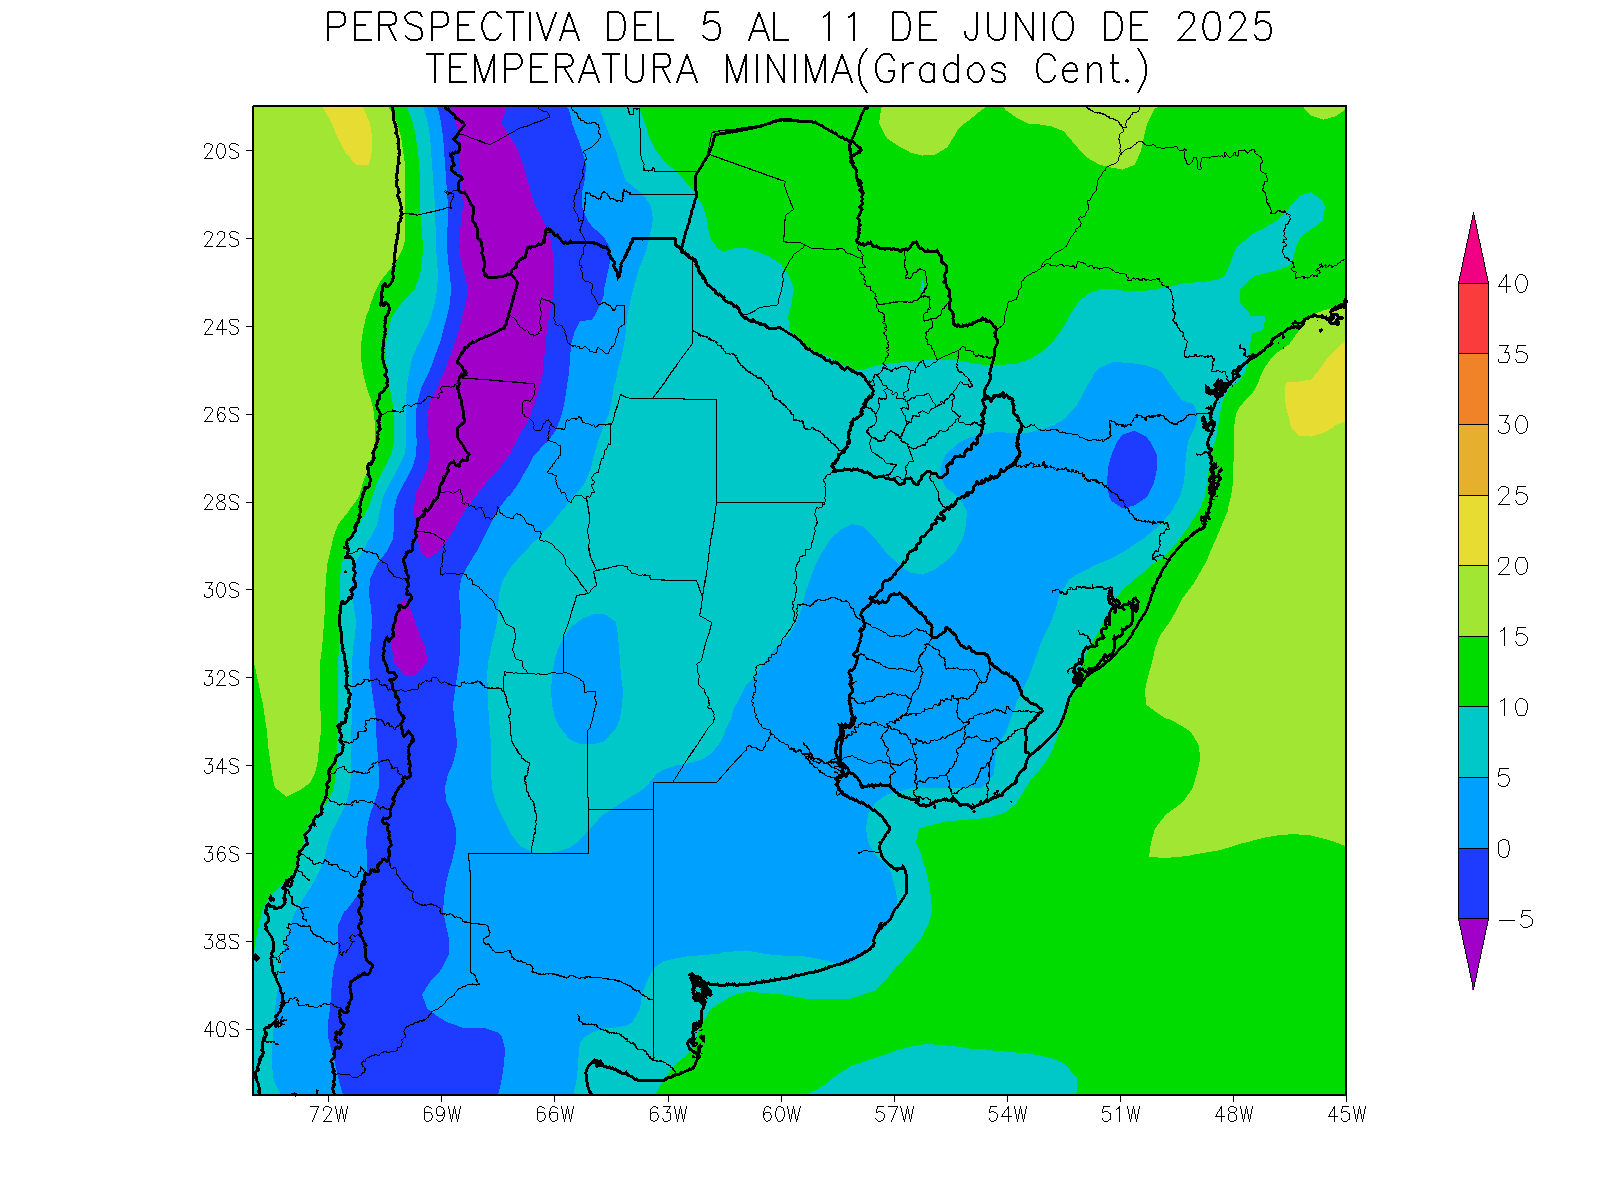 PERSPECTIVA DEL 5 AL 11 DE JUNIO DE 2025
TEMPERATURA MINIMA(Grados Cent.)
20S
22S
24S
26S
28S
30S
32S
34S
36S
38S
40S
72W 69W 66W 63W 60W 57W 54W 51W 48W 45W
40
35
30
25
20
15
10
5
0
−5